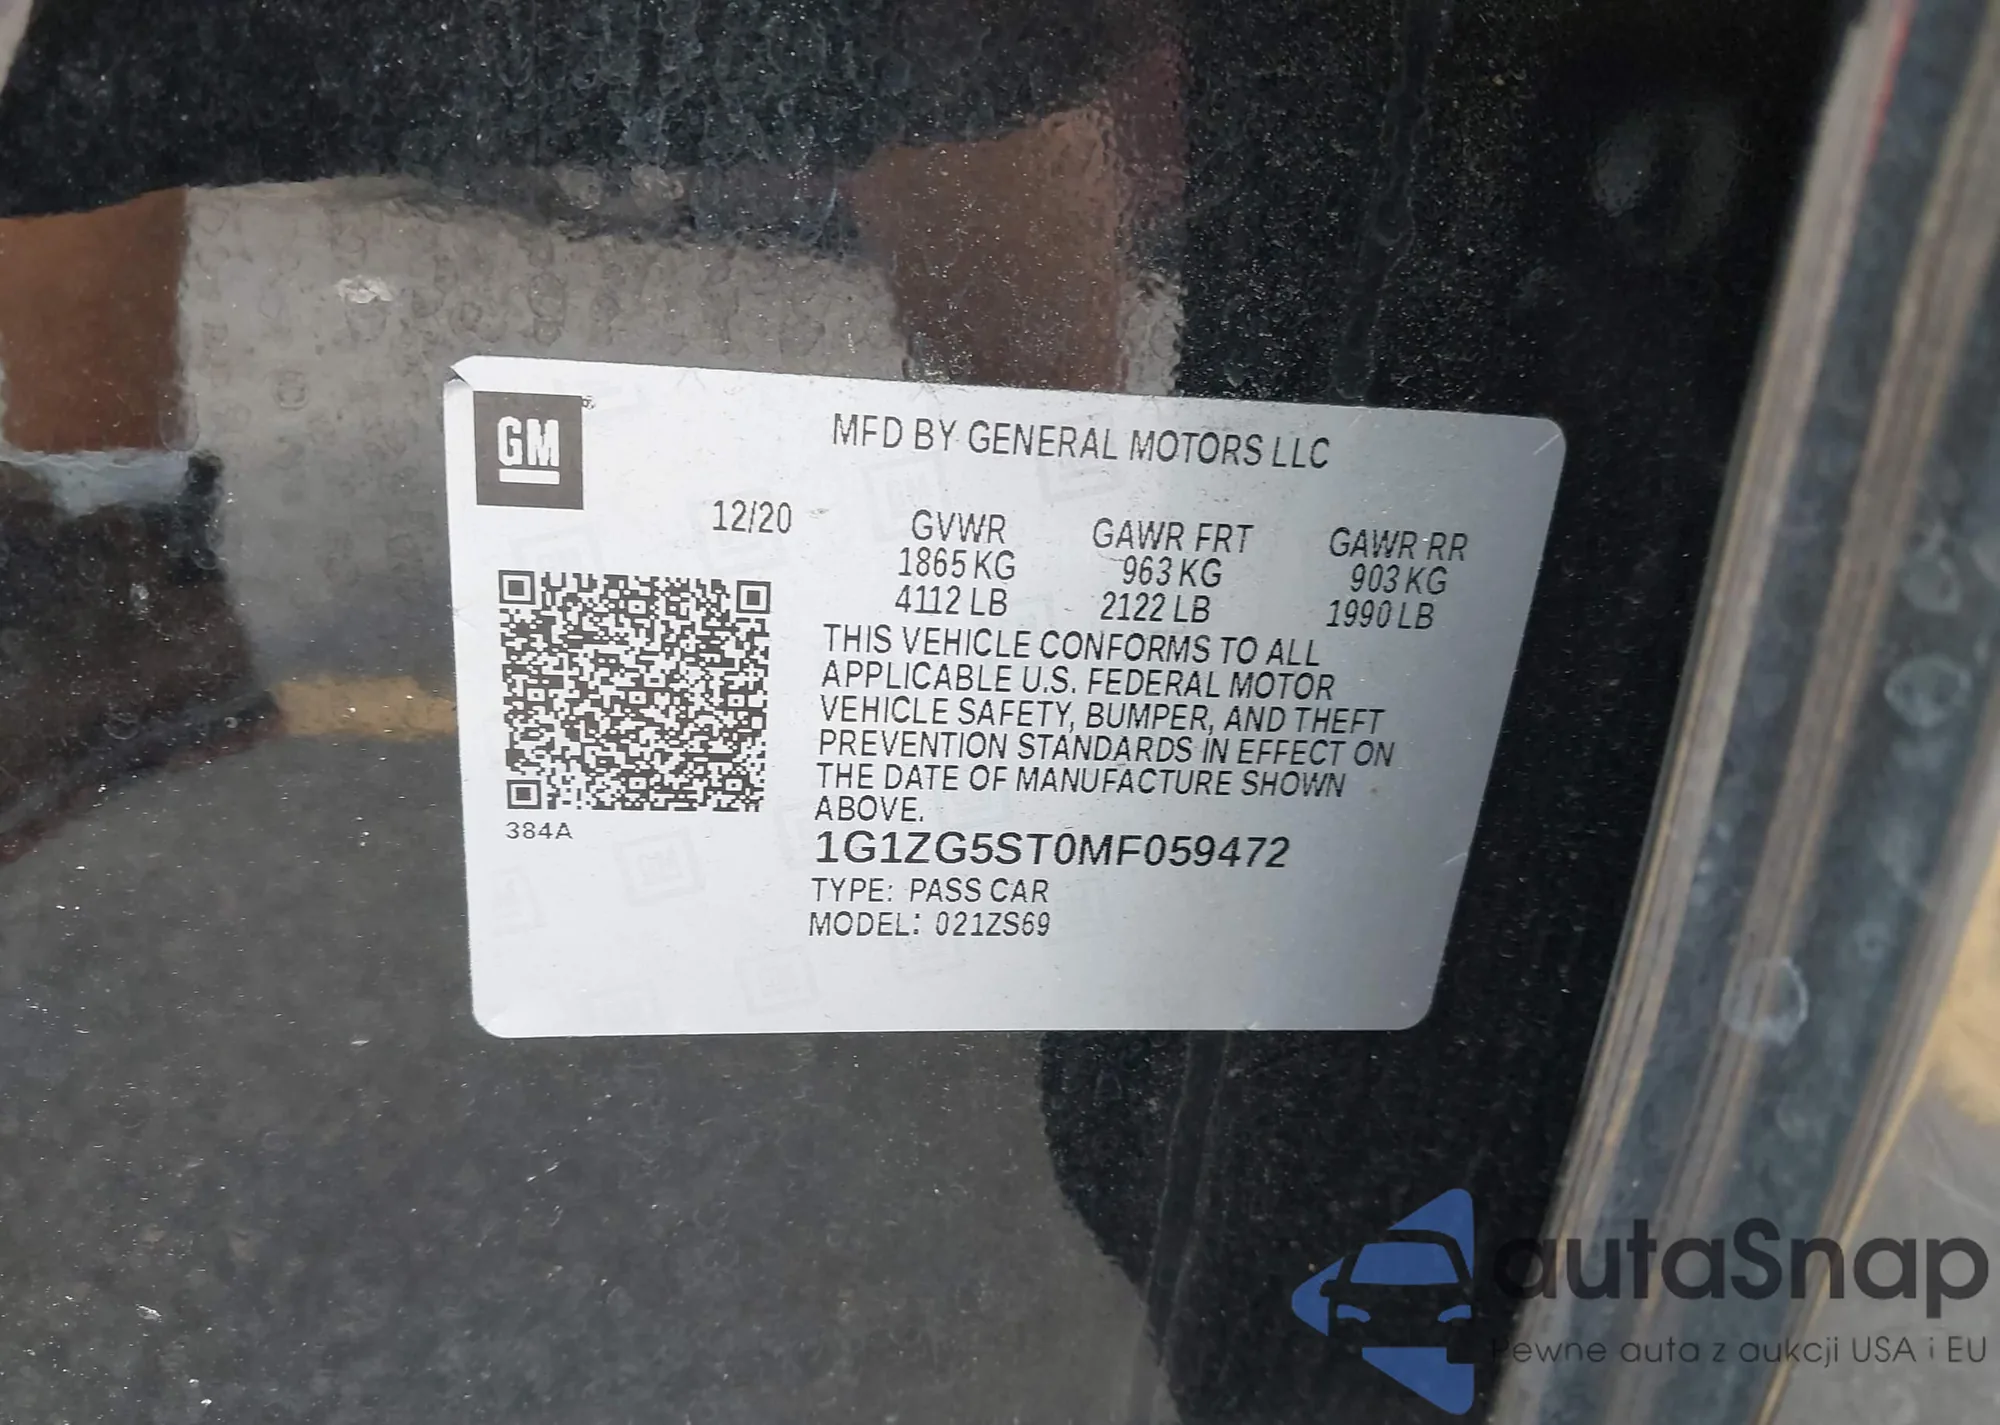 GM
MFD BY GENERAL MOTORS LLC
12/20
GVWR GAWR FRT GAWR RR
1865 KG 963 KG 903 KG
4112 LB 2122 LB 1990 LB
THIS VEHICLE CONFORMS TO ALL
APPLICABLE U.S. FEDERAL MOTOR
VEHICLE SAFETY, BUMPER, AND THEFT
PREVENTION STANDARDS IN EFFECT ON
THE DATE OF MANUFACTURE SHOWN
ABOVE.
384A
1G1ZG5ST0MF059472
TYPE: PASS CAR
MODEL: 021ZS69
autaSnap
Pewne auta z aukcji USA i EU